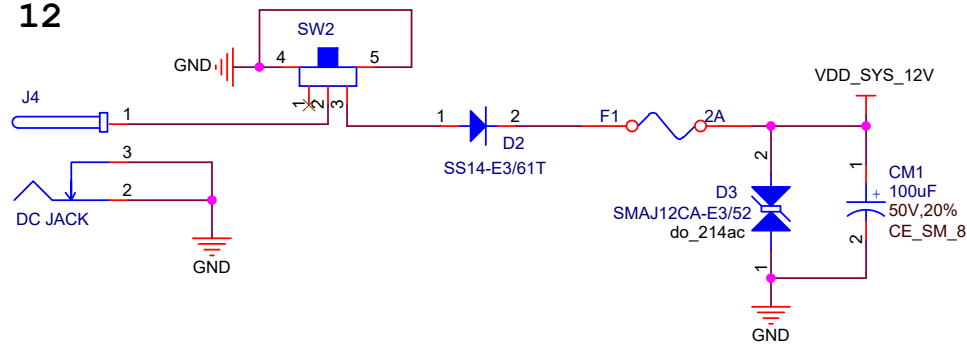 12
SW2
GND
4
5
VDD_SYS_12V
J4
1
1
2
3
1
2
F1
2A
D2
SS14-E3/61T
3
2
DC JACK
GND
2
D3
SMAJ12CA-E3/52
do_214ac
1
GND
1
CM1
+
100uF
50V,20%
CE_SM_8
2